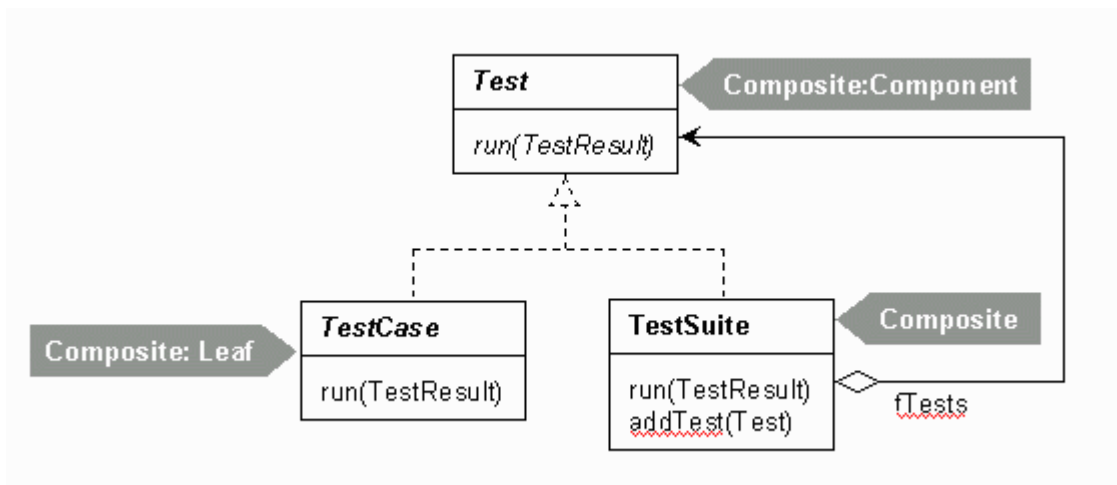 Test
Composite:Component
run(TestResult)
TestCase
TestSuite
Composite
Composite: Leaf
run(TestResult)
run(TestResult)
addTest(Test)
fTests